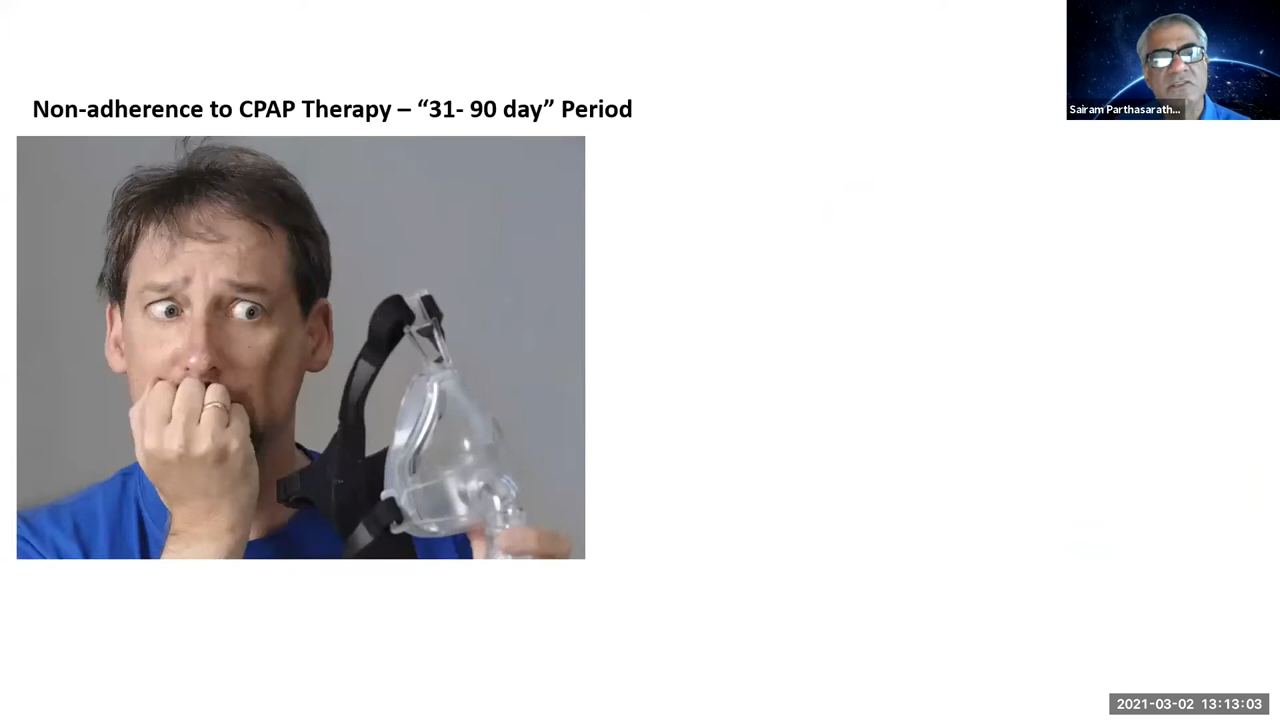 Non-adherence to CPAP Therapy – “31- 90 day” Period
Sairam Parthasarath...
2021-03-02 13:13:03